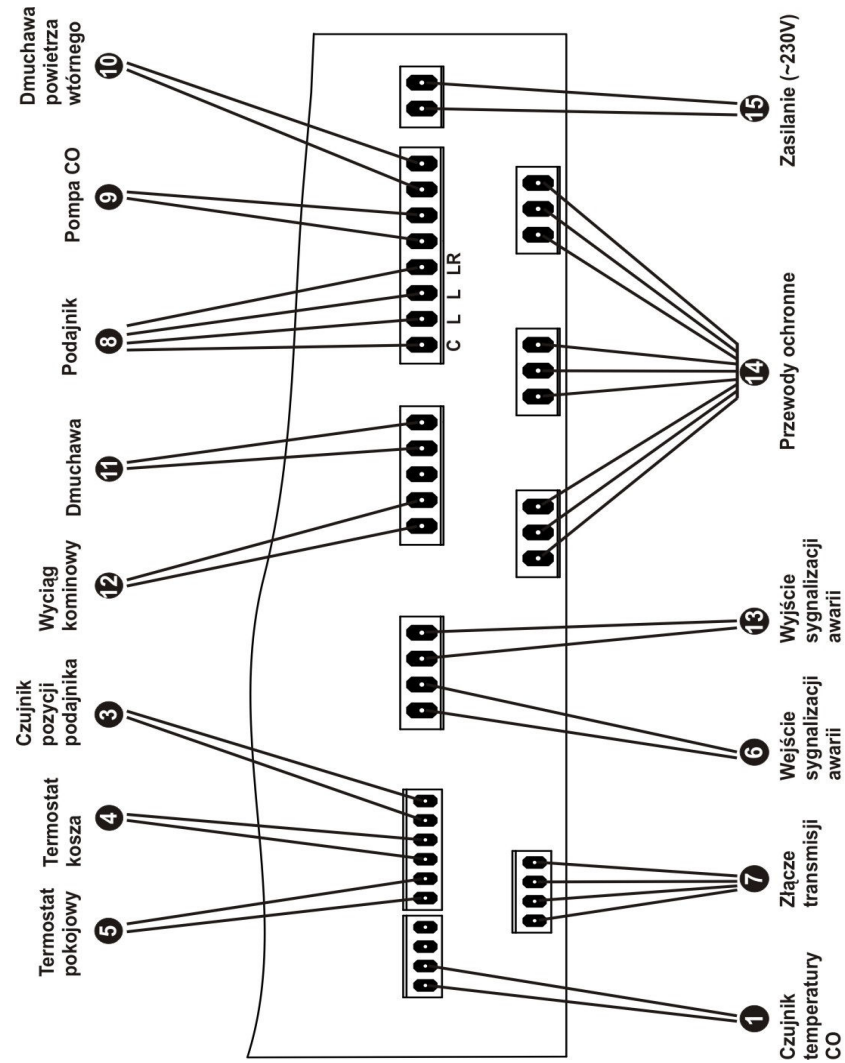 5
Termostat
pokojowy
4
Termostat
kosza
3
Czujnik
pozycji
podajnika
12
Wyciąg
kominowy
11
Dmuchawa
8
Podajnik
9
Pompa CO
10
Dmuchawa
powietrza
wtórnego
C L L LR
1
Czujnik
temperatury
CO
7
Złącze
transmisji
6
Wejście
sygnalizacji
awarii
13
Wyjście
sygnalizacji
awarii
14
Przewody ochronne
15
Zasilanie (~230V)